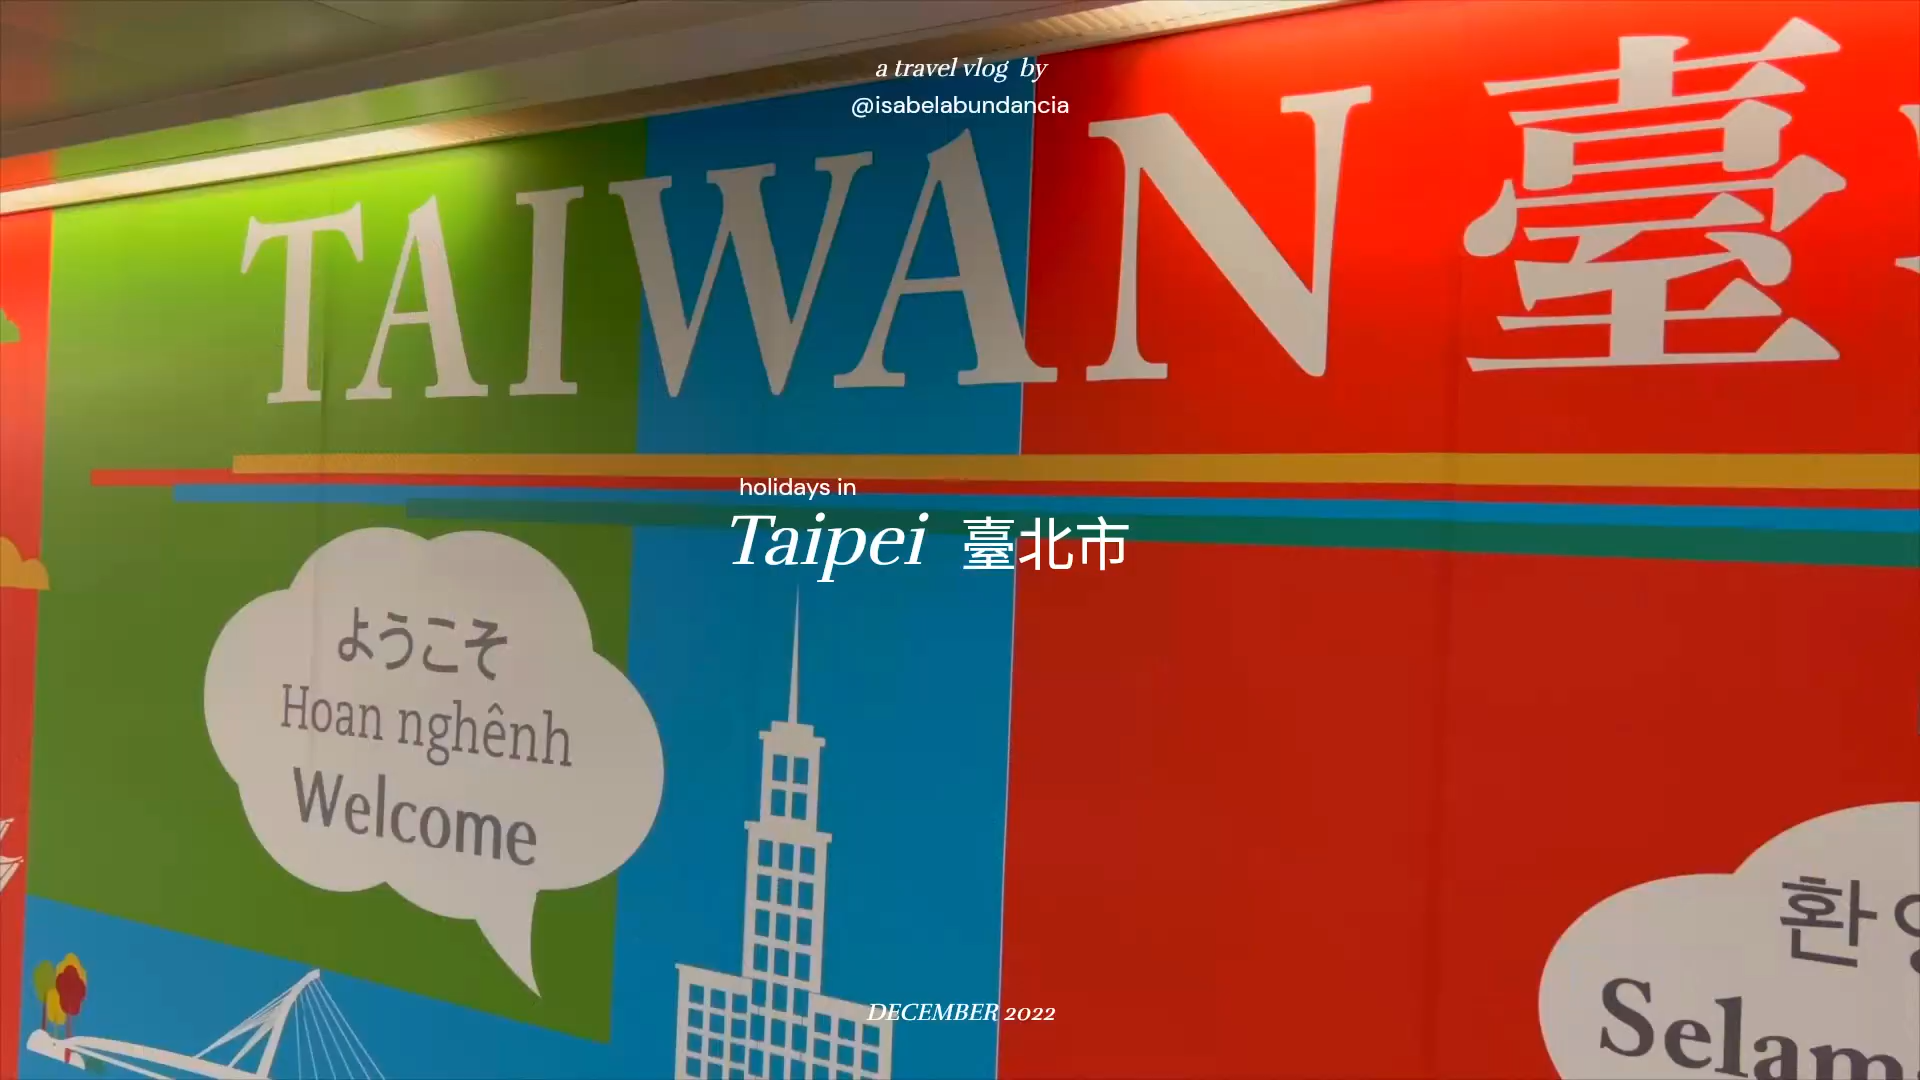 a travel vlog by
@isabelabundancia
TAIWAN 臺
holidays in
Taipei 臺北市
ようこそ
Hoan nghênh
Welcome
환
DECEMBER 2022